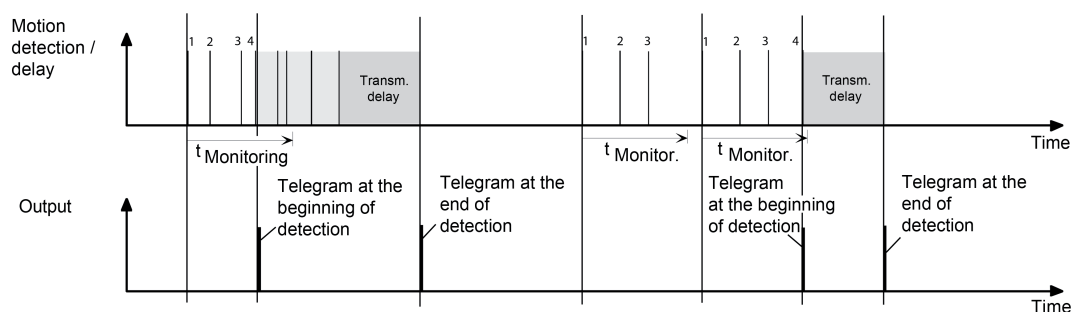 Motion
detection /
delay
1 2 3 4
Transm.
delay
1 2 3
1 2 3 4
Transm.
delay
Time
t Monitoring
t Monitor.
t Monitor.
Output
Telegram at the
beginning of
detection
Telegram at the
end of
detection
Telegram
at the beginning
of detection
Telegram at the
end of
detection
Time